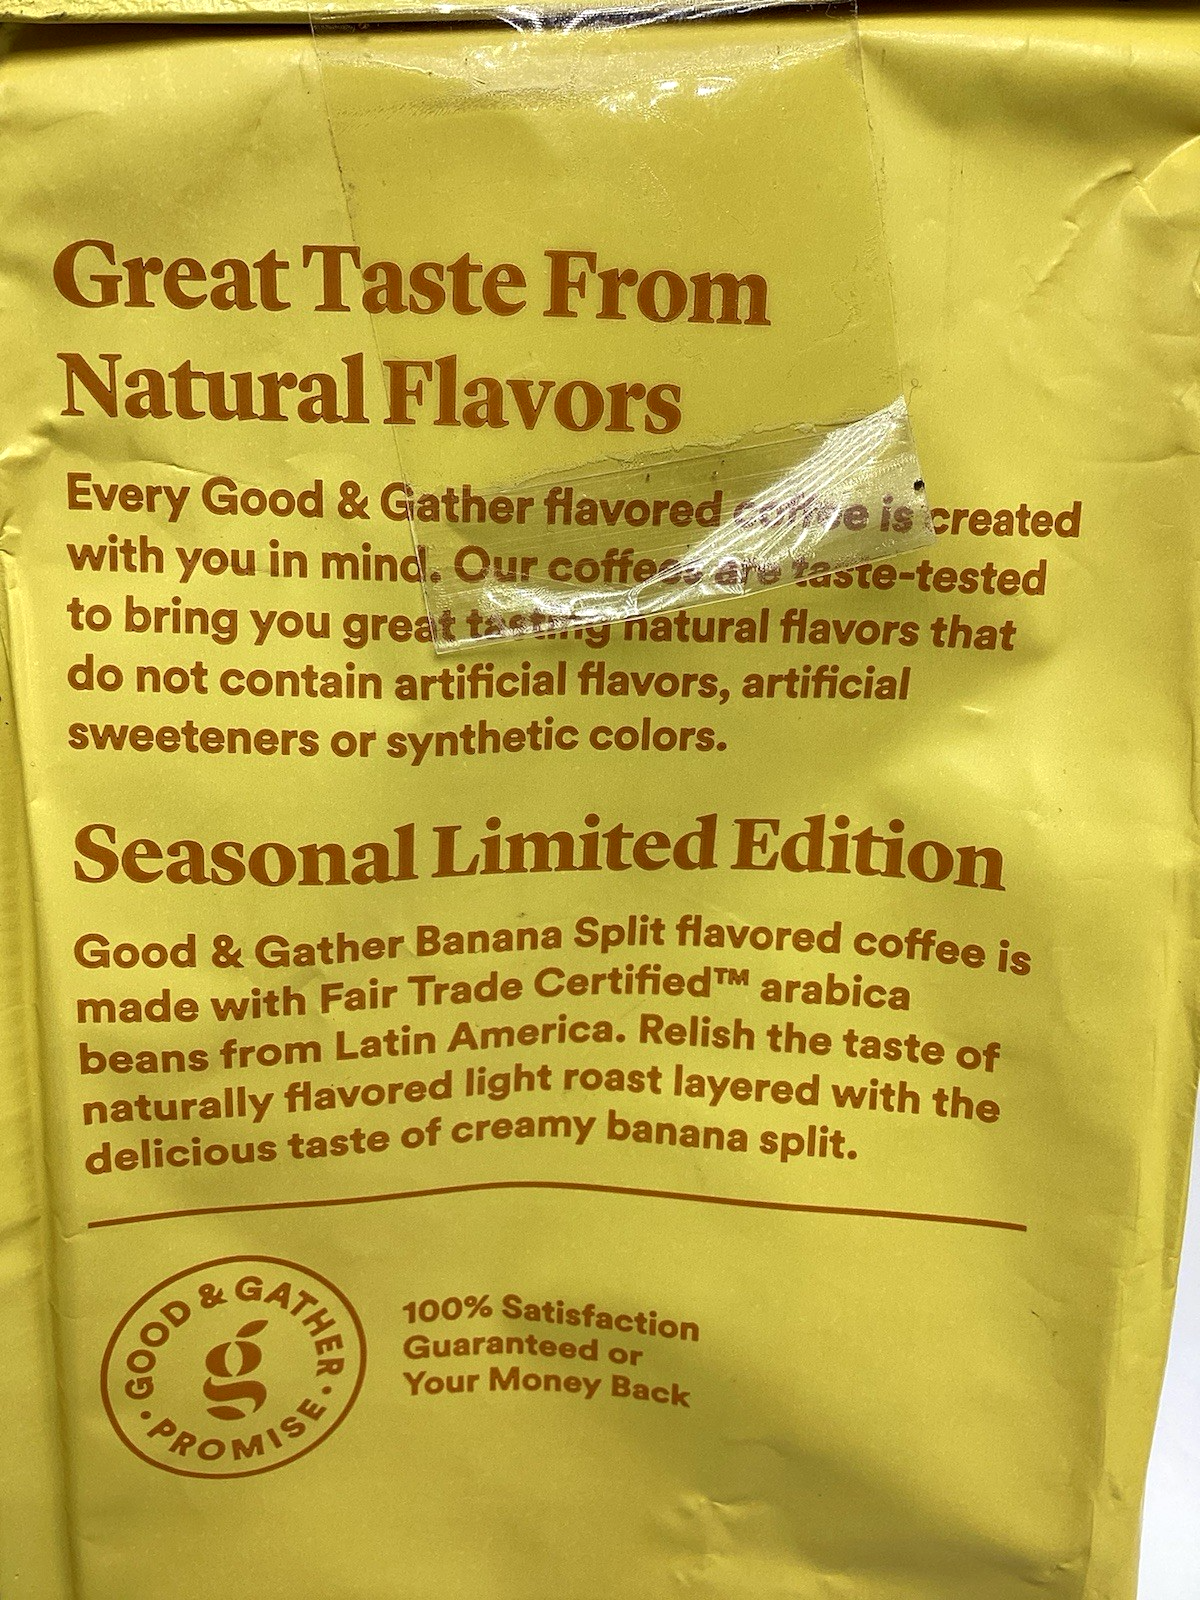 Great Taste From
Natural Flavors
Every Good & Gather flavored coffee is created
with you in mind. Our coffees are taste-tested
to bring you great tasting natural flavors that
do not contain artificial flavors, artificial
sweeteners or synthetic colors.
Seasonal Limited Edition
Good & Gather Banana Split flavored coffee is
made with Fair Trade Certified™ arabica
beans from Latin America. Relish the taste of
naturally flavored light roast layered with the
delicious taste of creamy banana split.
GOOD & GATHER
g
• PROMISE •
100% Satisfaction
Guaranteed or
Your Money Back